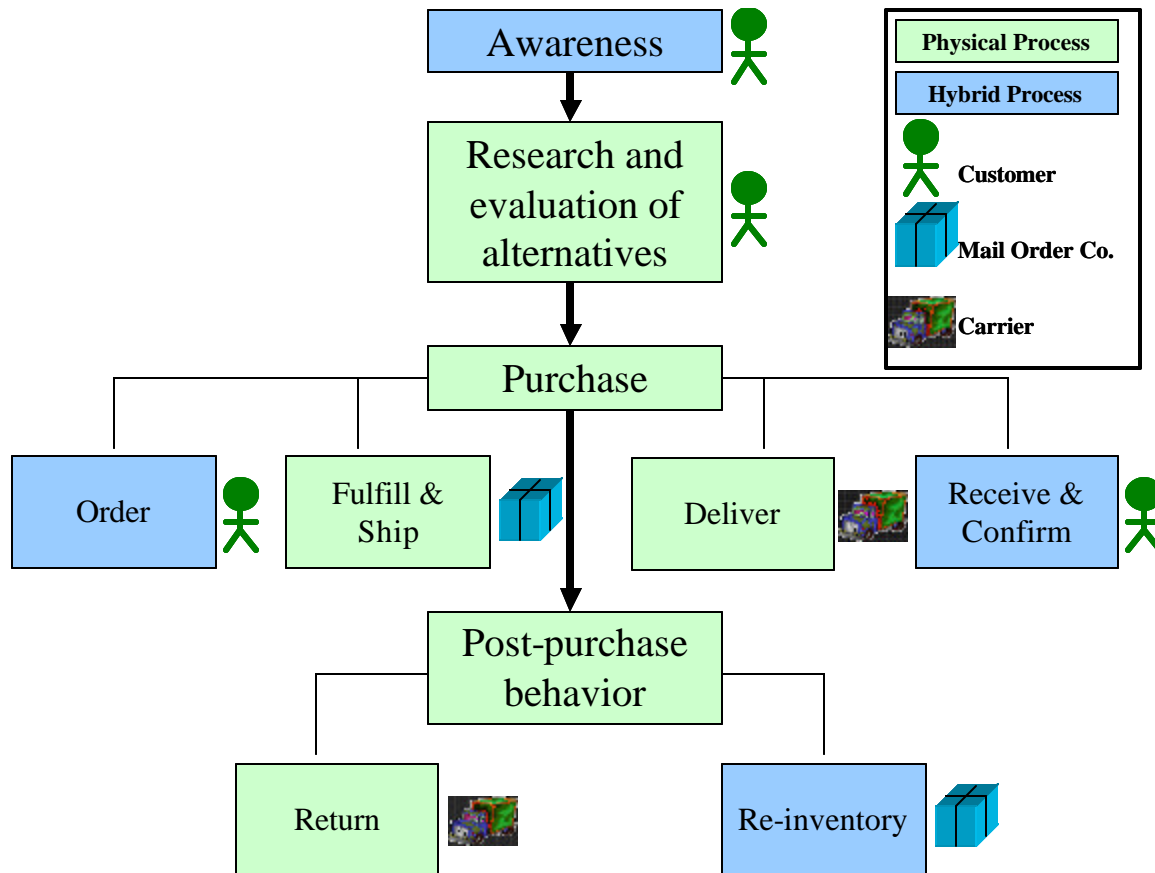 Awareness
Physical Process
Hybrid Process
Research and
evaluation of
alternatives
Customer
Mail Order Co.
Carrier
Purchase
Order
Fulfill &
Ship
Deliver
Receive &
Confirm
Post-purchase
behavior
Return
Re-inventory